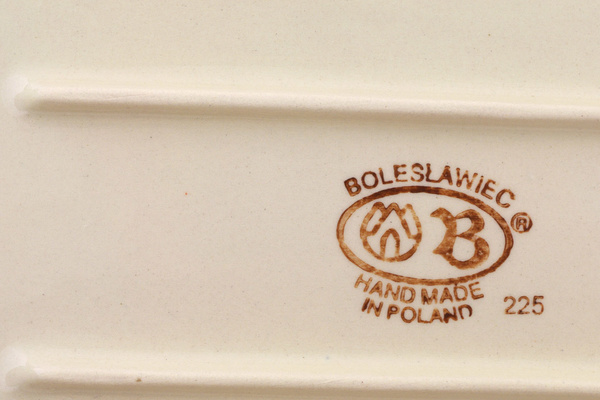 BOLESŁAWIEC
®
B
HAND MADE
IN POLAND
225